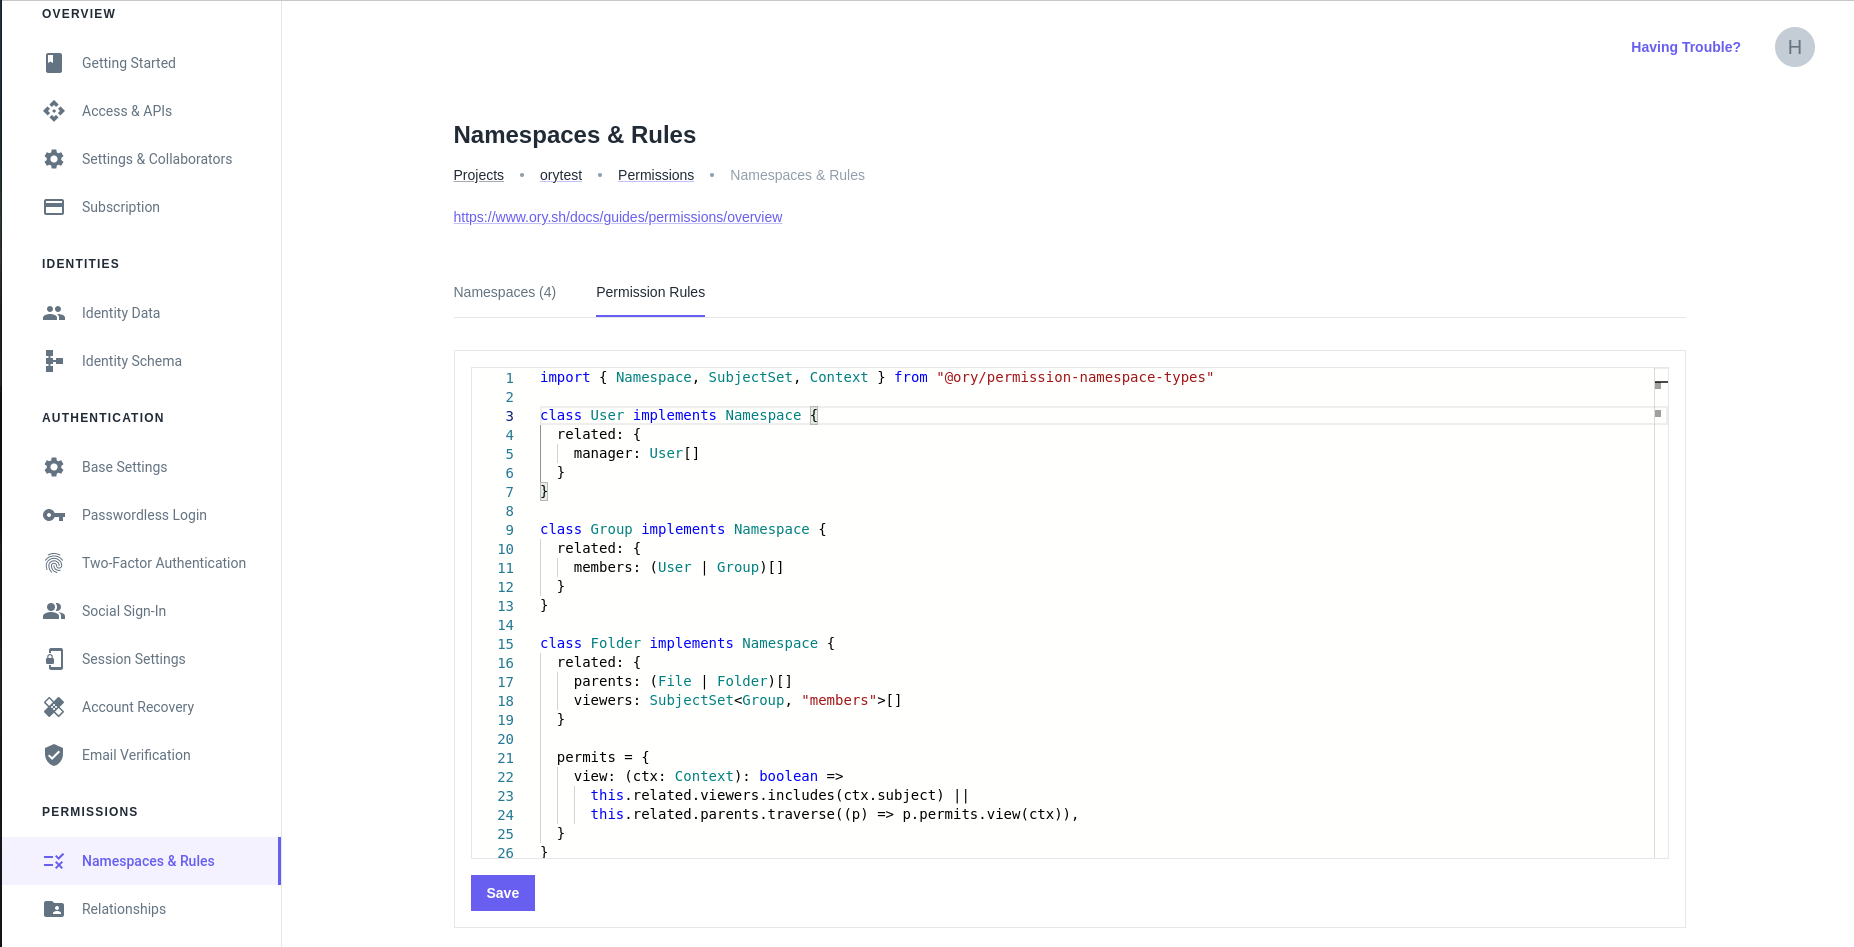 OVERVIEW
Getting Started
Access & APIs
Settings & Collaborators
Subscription
IDENTITIES
Identity Data
Identity Schema
AUTHENTICATION
Base Settings
Passwordless Login
Two-Factor Authentication
Social Sign-In
Session Settings
Account Recovery
Email Verification
PERMISSIONS
Namespaces & Rules
Relationships
Having Trouble?
H
Namespaces & Rules
Projects • orytest • Permissions • Namespaces & Rules
https://www.ory.sh/docs/guides/permissions/overview
Namespaces (4) Permission Rules
1 import { Namespace, SubjectSet, Context } from "@ory/permission-namespace-types"
2
3 class User implements Namespace {
4   related: {
5     manager: User[]
6   }
7 }
8
9 class Group implements Namespace {
10   related: {
11     members: (User | Group)[]
12   }
13 }
14
15 class Folder implements Namespace {
16   related: {
17     parents: (File | Folder)[]
18     viewers: SubjectSet<Group, "members">[]
19   }
20
21   permits = {
22     view: (ctx: Context): boolean =>
23       this.related.viewers.includes(ctx.subject) ||
24       this.related.parents.traverse((p) => p.permits.view(ctx)),
25   }
26 }
Save